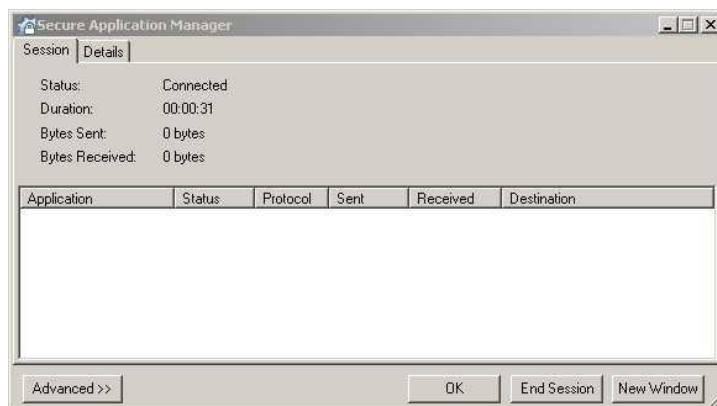 Secure Application Manager
Session Details
Status: Connected
Duration: 00:00:31
Bytes Sent: 0 bytes
Bytes Received: 0 bytes
Application Status Protocol Sent Received Destination
Advanced >> OK End Session New Window